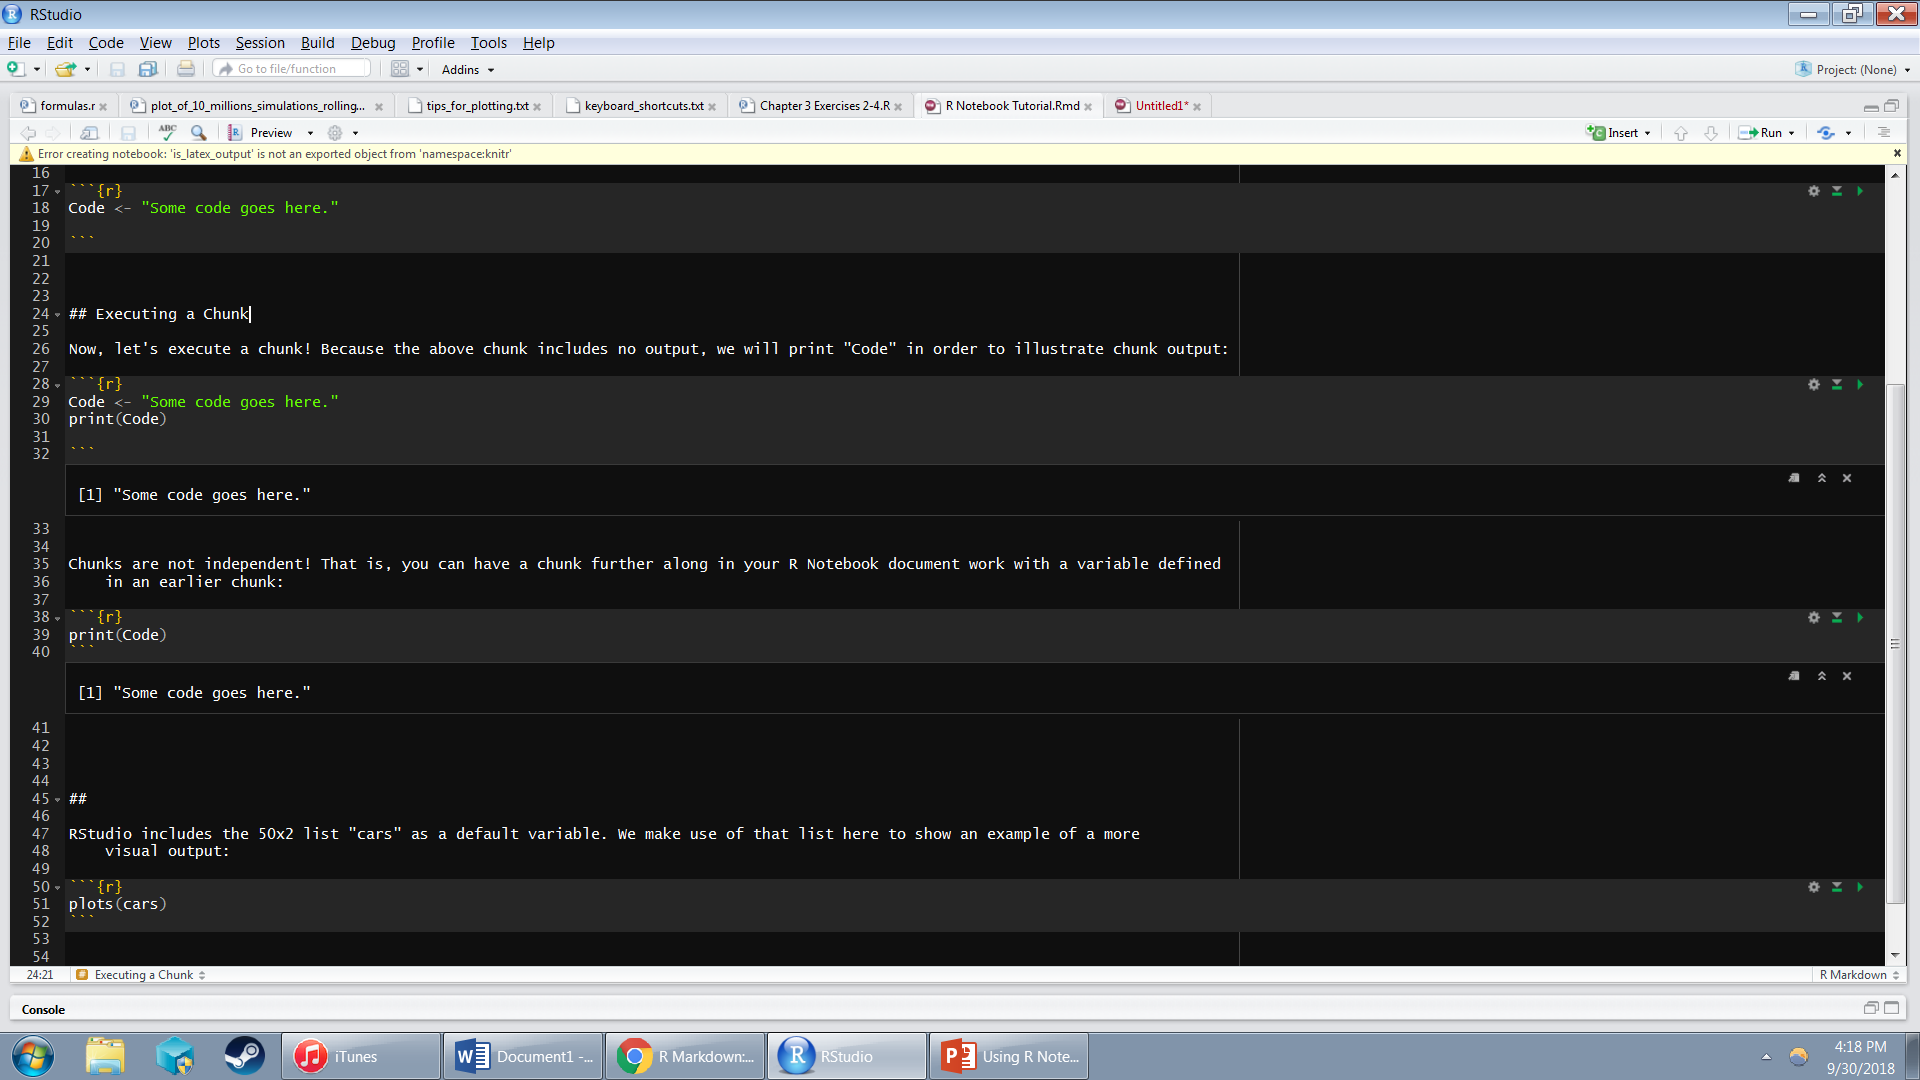 RStudio
File Edit Code View Plots Session Build Debug Profile Tools Help
Go to file/function Addins Project: (None)
formulas.r plot_of_10_millions_simulations_rolling... tips_for_plotting.txt keyboard_shortcuts.txt Chapter 3 Exercises 2-4.R R Notebook Tutorial.Rmd Untitled1*
ABC Preview Insert Run
Error creating notebook: 'is_latex_output' is not an exported object from 'namespace:knitr'
16
17 ```{r}
18 Code <- "Some code goes here."
19
20 ```
21
22
23
24 ## Executing a Chunk
25
26 Now, let's execute a chunk! Because the above chunk includes no output, we will print "Code" in order to illustrate chunk output:
27
28 ```{r}
29 Code <- "Some code goes here."
30 print(Code)
31
32 ```
[1] "Some code goes here."
33
34
35 Chunks are not independent! That is, you can have a chunk further along in your R Notebook document work with a variable defined
36 in an earlier chunk:
37
38 ```{r}
39 print(Code)
40 ```
[1] "Some code goes here."
41
42
43
44
45 ##
46
47 RStudio includes the 50x2 list "cars" as a default variable. We make use of that list here to show an example of a more
48 visual output:
49
50 ```{r}
51 plots(cars)
52 ```
53
54
24:21 Executing a Chunk R Markdown
Console
iTunes Document1 -... R Markdown:... RStudio Using R Note... 4:18 PM
9/30/2018